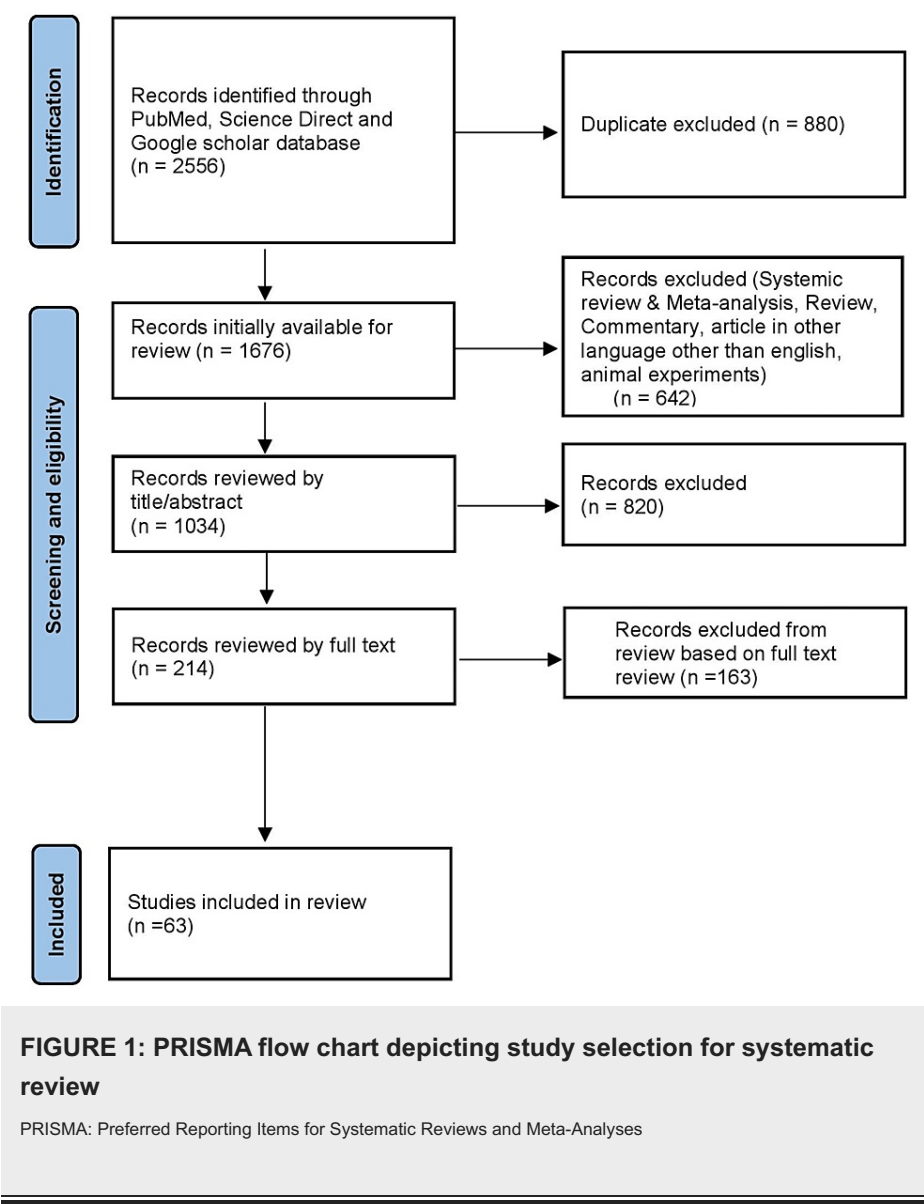 Identification
Records identified through
PubMed, Science Direct and
Google scholar database
(n = 2556)
Duplicate excluded (n = 880)
Screening and eligibility
Records initially available for
review (n = 1676)
Records excluded (Systemic
review & Meta-analysis, Review,
Commentary, article in other
language other than english,
animal experiments)
(n = 642)
Records reviewed by
title/abstract
(n = 1034)
Records excluded
(n = 820)
Records reviewed by full text
(n = 214)
Records excluded from
review based on full text
review (n =163)
Included
Studies included in review
(n =63)
FIGURE 1: PRISMA flow chart depicting study selection for systematic
review
PRISMA: Preferred Reporting Items for Systematic Reviews and Meta-Analyses